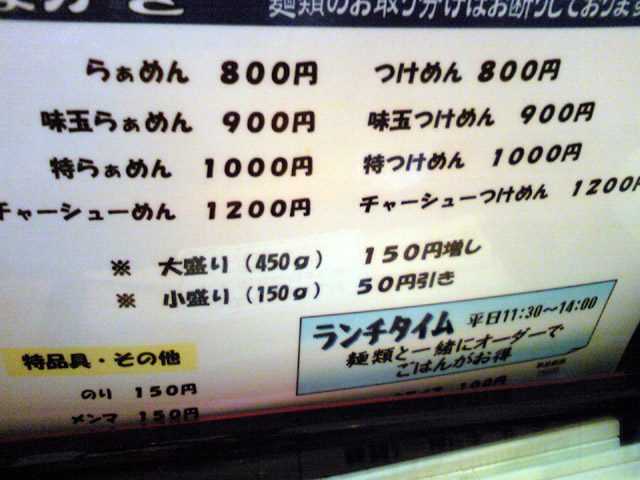 麺類のお取り分けはお断りしております
らぁめん 800円 つけめん 800円
味玉らぁめん 900円 味玉つけめん 900円
特らぁめん 1000円 特つけめん 1000円
チャーシューめん 1200円 チャーシューつけめん 1200円
※ 大盛り(450g) 150円増し
※ 小盛り(150g) 50円引き
ランチタイム 平日11:30～14:00
麺類と一緒にオーダーで
ごはんがお得
特品具・その他
のり 150円
メンマ 150円